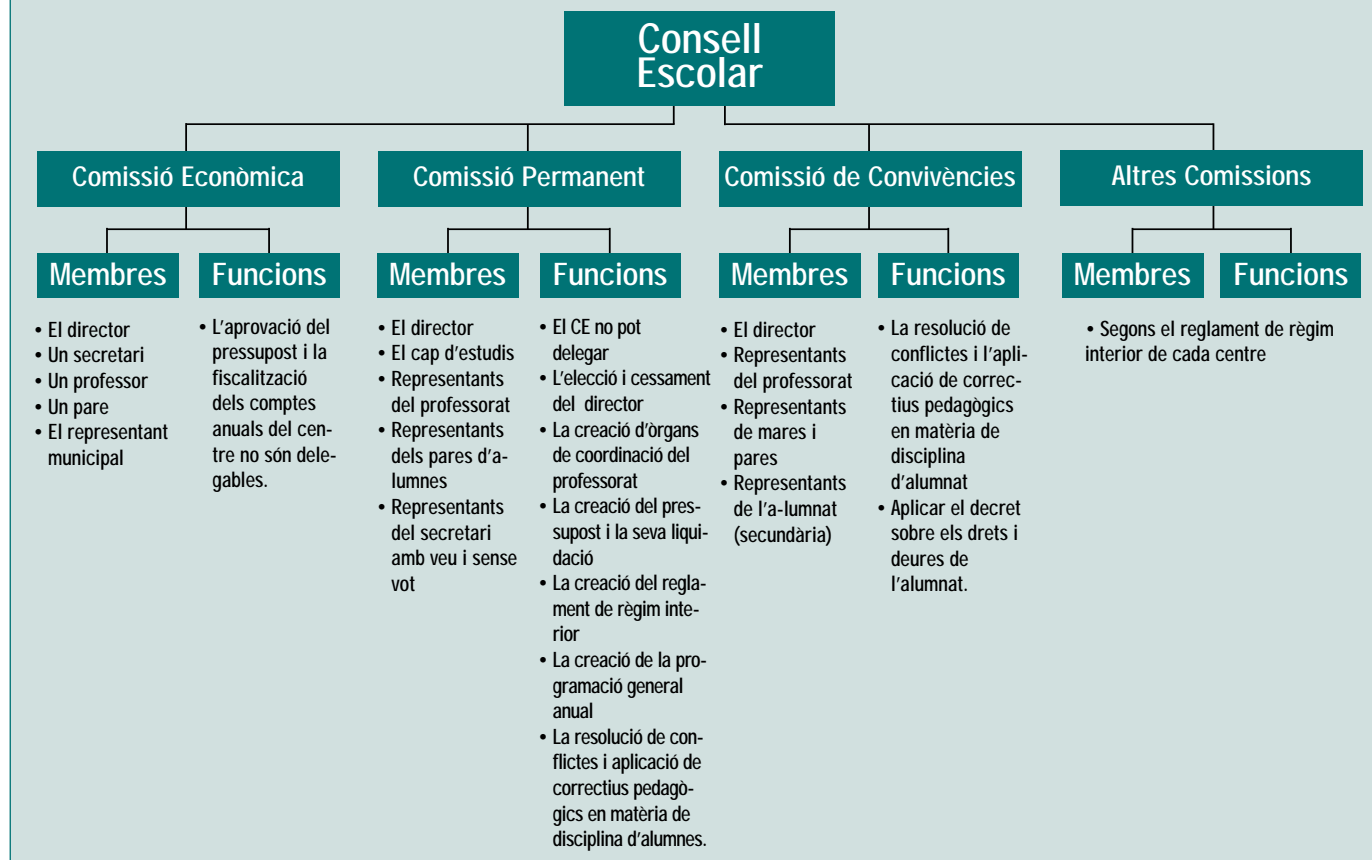 Consell
Escolar
Comissió Econòmica
Comissió Permanent
Comissió de Convivències
Altres Comissions
Membres
Funcions
Membres
Funcions
Membres
Funcions
Membres
Funcions
• El director
• Un secretari
• Un professor
• Un pare
• El representant
municipal
• L'aprovació del
pressupost i la
fiscalització
dels comptes
anuals del cen-
tre no són dele-
gables.
• El director
• El cap d'estudis
• Representants
del professorat
• Representants
dels pares d'a-
lumnes
• Representants
del secretari
amb veu i sense
vot
• El CE no pot
delegar
• L'elecció i cessament
del director
• La creació d'òrgans
de coordinació del
professorat
• La creació del pres-
supost i la seva liqui-
dació
• La creació del regla-
ment de règim inte-
rior
• La creació de la pro-
gramació general
anual
• La resolució de con-
flictes i aplicació de
correctius pedagò-
gics en matèria de
disciplina d'alumnes.
• El director
• Representants
del professorat
• Representants
de mares i
pares
• Representants
de l'a-lumnat
(secundària)
• La resolució de
conflictes i l'apli-
cació de correc-
tius pedagògics
en matèria de
disciplina
d'alumnat
• Aplicar el decret
sobre els drets i
deures de
l'alumnat.
• Segons el reglament de règim
interior de cada centre